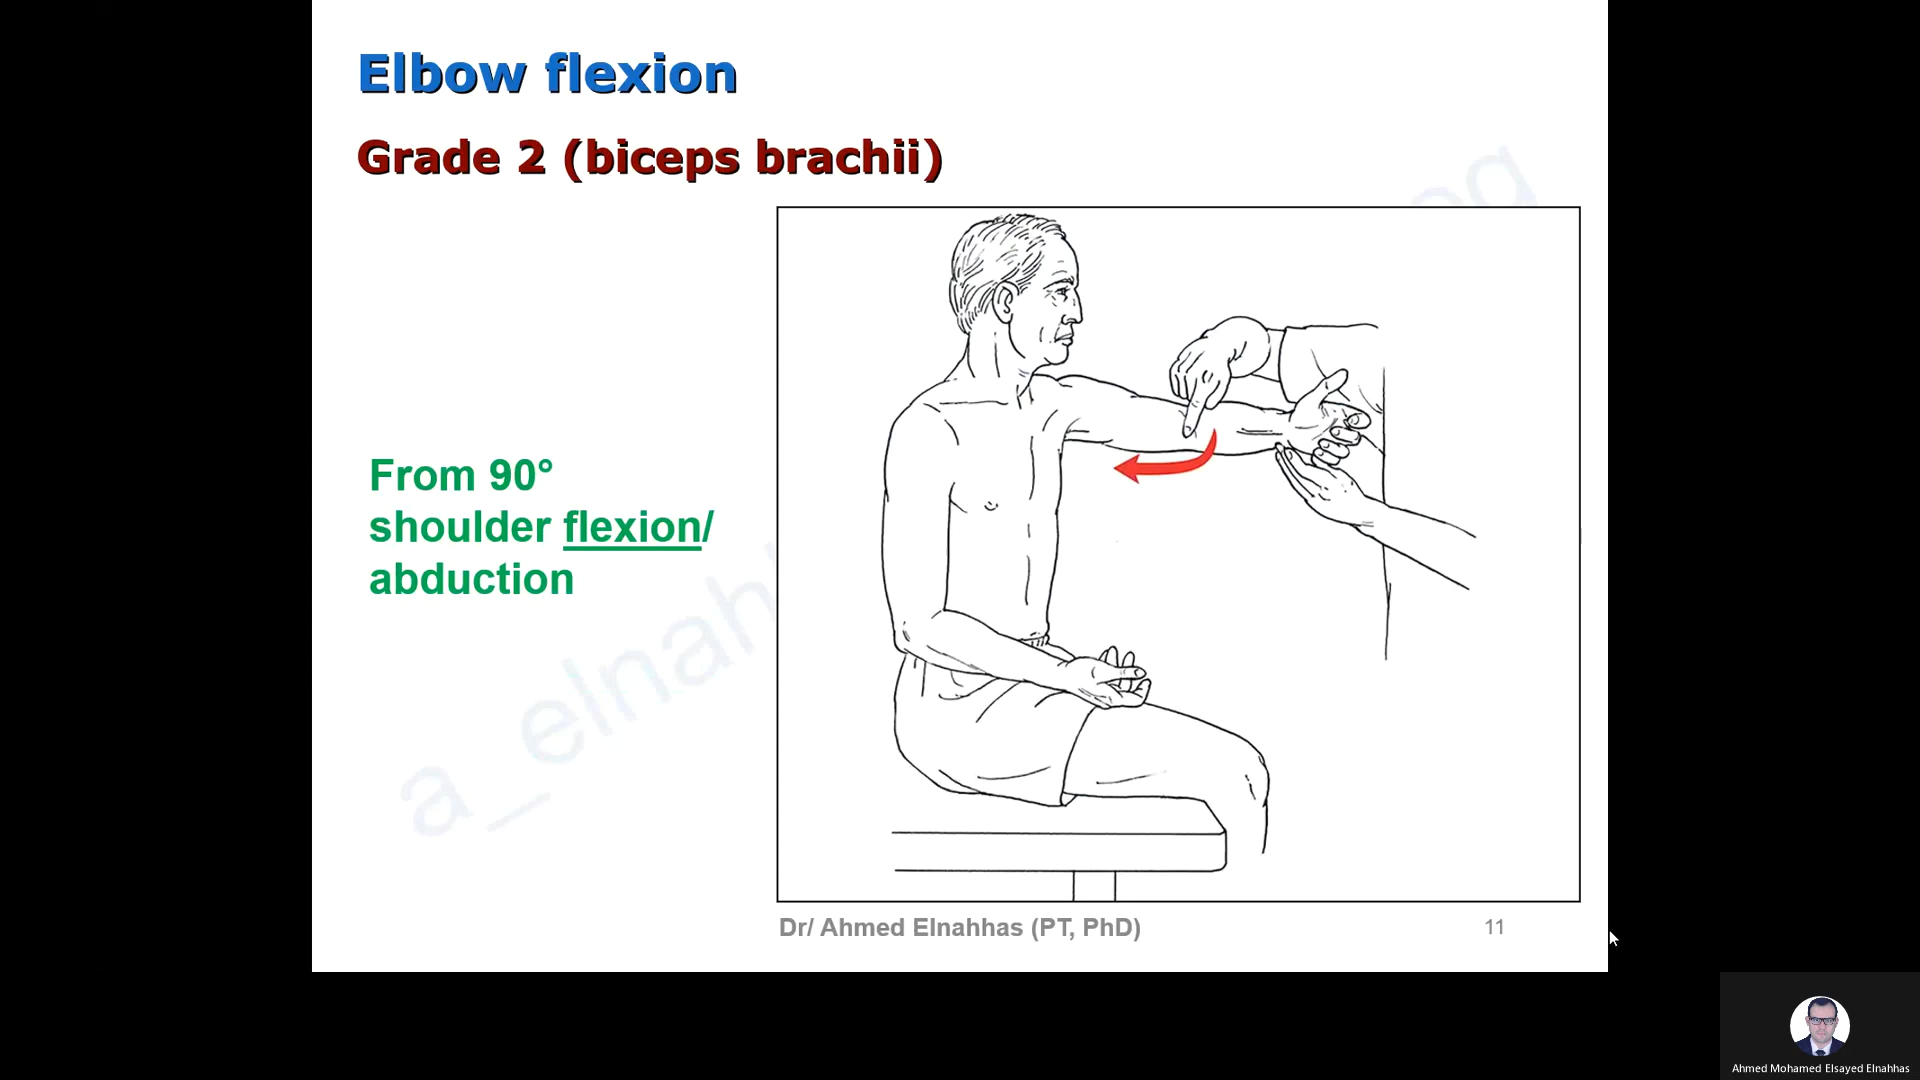 Elbow flexion
Grade 2 (biceps brachii)
From 90°
shoulder flexion/
abduction
a_elnah
Dr/ Ahmed Elnahhas (PT, PhD)
11
Ahmed Mohamed Elsayed Elnahhas